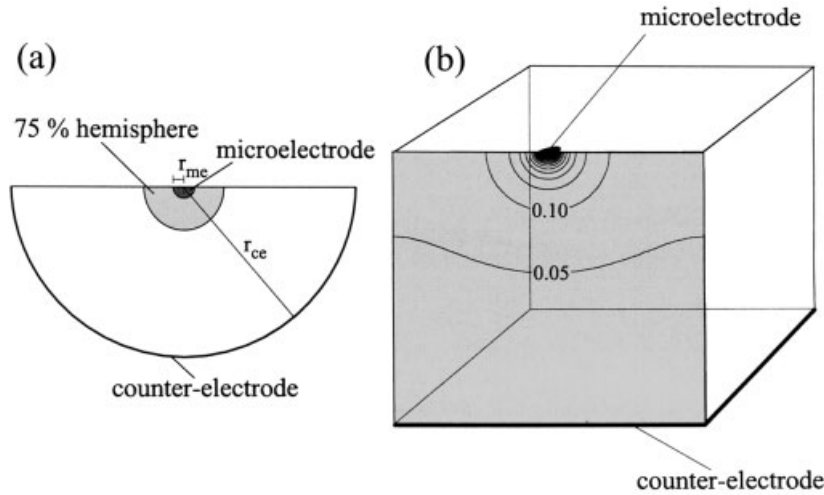 (a)
75 % hemisphere
r_me
microelectrode
r_ce
counter-electrode
(b)
microelectrode
0.10
0.05
counter-electrode